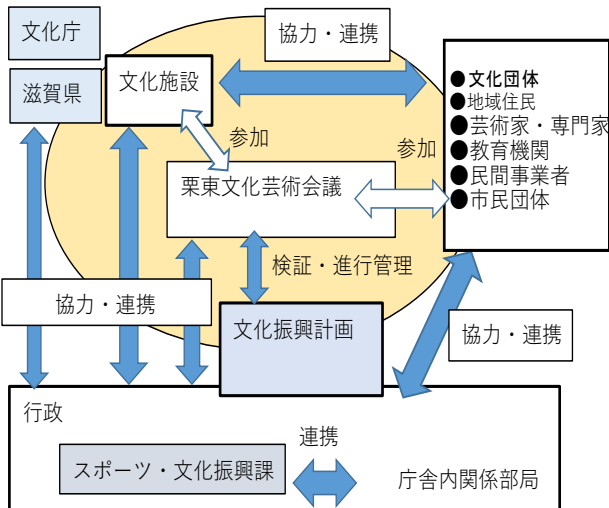 文化庁
滋賀県
文化施設
協力・連携
●文化団体
●地域住民
●芸術家・専門家
●教育機関
●民間事業者
●市民団体
参加
参加
栗東文化芸術会議
検証・進行管理
協力・連携
文化振興計画
協力・連携
行政
スポーツ・文化振興課
連携
庁舎内関係部局